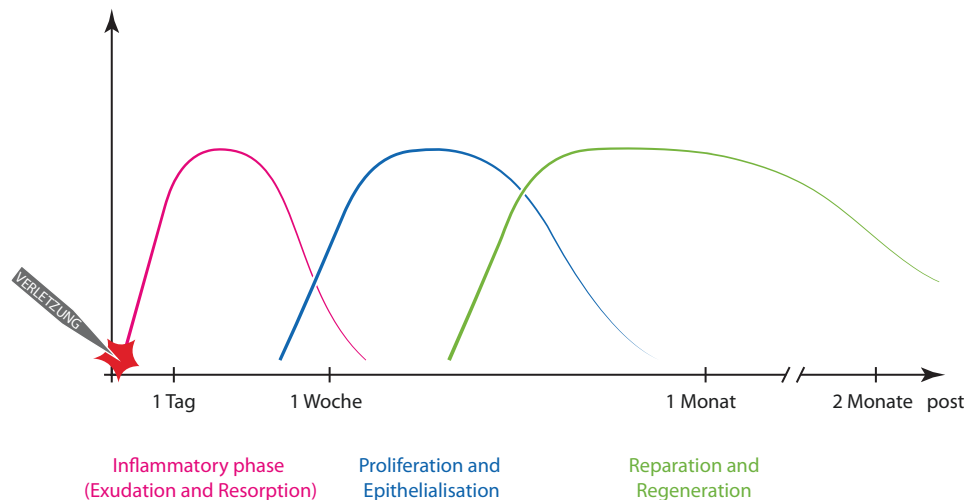 VERLETZUNG
1 Tag
1 Woche
1 Monat
2 Monate
post
Inflammatory phase
(Exudation and Resorption)
Proliferation and
Epithelialisation
Reparation and
Regeneration